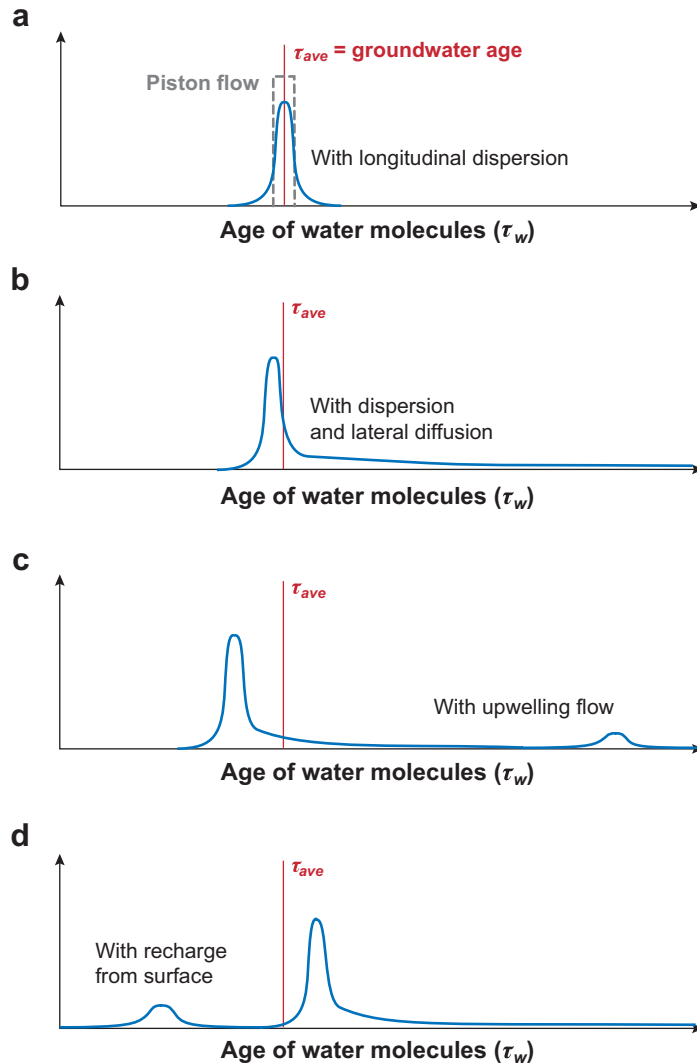 a
τave = groundwater age
Piston flow
With longitudinal dispersion
Age of water molecules (τw)
b
τave
With dispersion
and lateral diffusion
Age of water molecules (τw)
c
τave
With upwelling flow
Age of water molecules (τw)
d
τave
With recharge
from surface
Age of water molecules (τw)